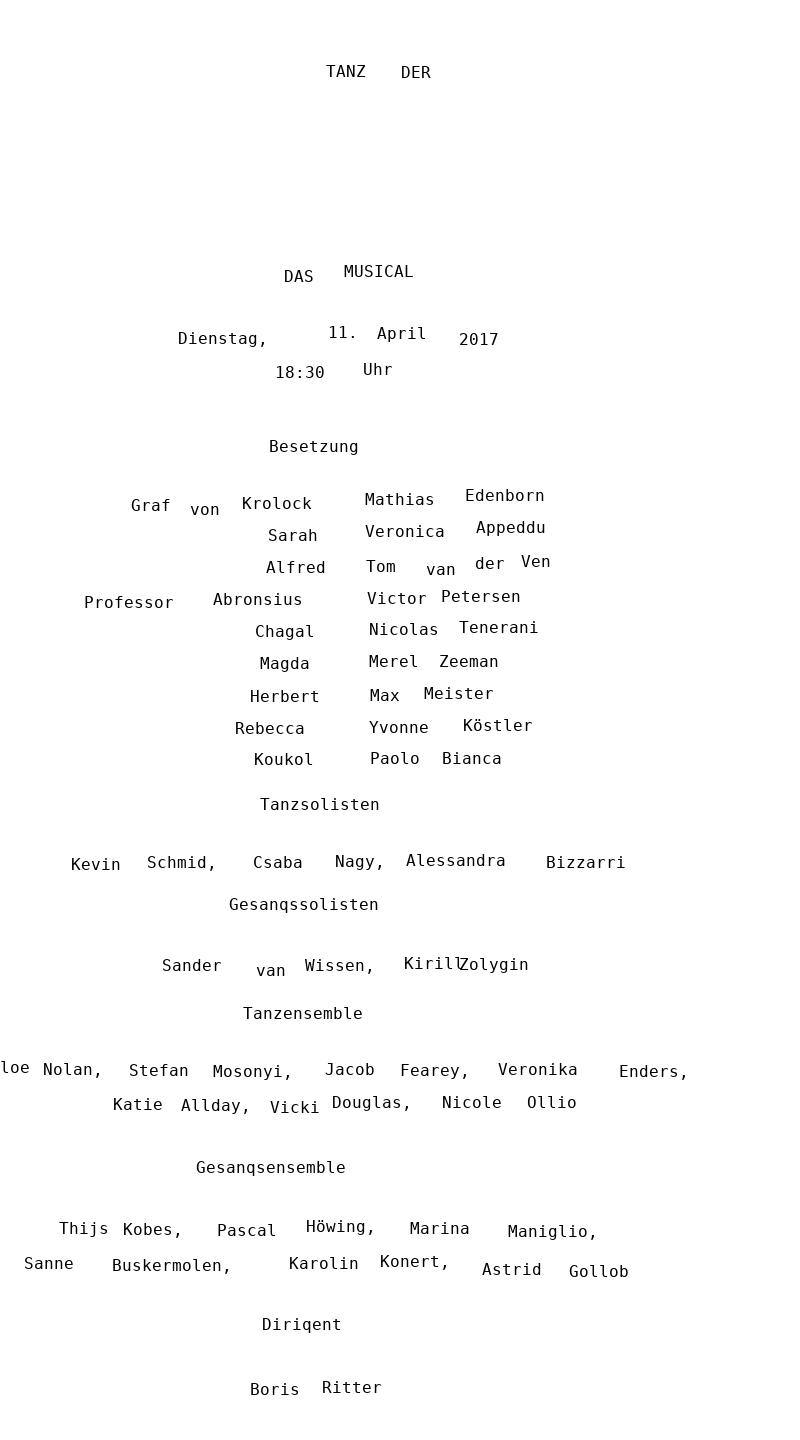 TANZ DER
DAS MUSICAL
Dienstag, 11. April 2017
18:30 Uhr
Besetzung
Graf von Krolock Mathias Edenborn
Sarah Veronica Appeddu
Alfred Tom van der Ven
Professor Abronsius Victor Petersen
Chagal Nicolas Tenerani
Magda Merel Zeeman
Herbert Max Meister
Rebecca Yvonne Köstler
Koukol Paolo Bianca
Tanzsolisten
Kevin Schmid, Csaba Nagy, Alessandra Bizzarri
Gesanqssolisten
Sander van Wissen, Kirill Zolygin
Tanzensemble
loe Nolan, Stefan Mosonyi, Jacob Fearey, Veronika Enders,
Katie Allday, Vicki Douglas, Nicole Ollio
Gesanqsensemble
Thijs Kobes, Pascal Höwing, Marina Maniglio,
Sanne Buskermolen, Karolin Konert, Astrid Gollob
Diriqent
Boris Ritter